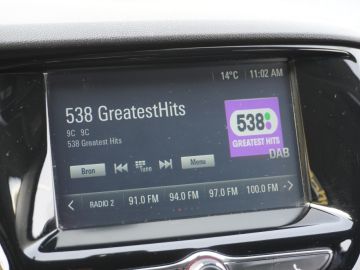 14°C 11:02 AM
538 GreatestHits
9C 9C
538 Greatest Hits
538
GREATEST HITS
DAB
Bron Tune Menu
RADIO 2 91.0 FM 94.0 FM 97.0 FM 100.0 FM